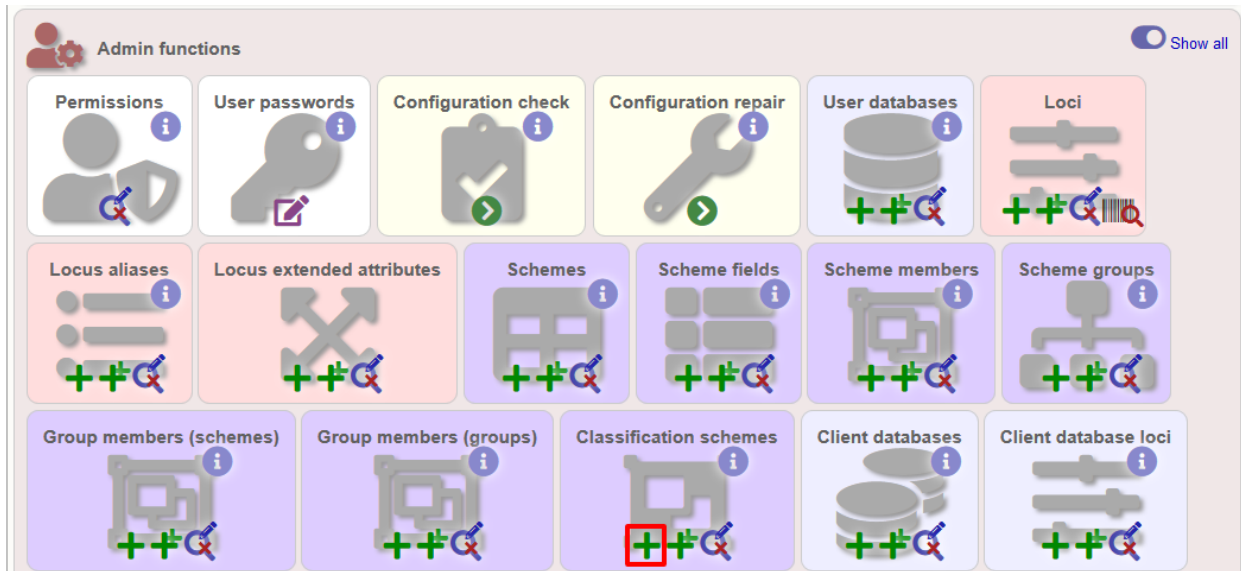 Admin functions
Show all
Permissions
User passwords
Configuration check
Configuration repair
User databases
Loci
Locus aliases
Locus extended attributes
Schemes
Scheme fields
Scheme members
Scheme groups
Group members (schemes)
Group members (groups)
Classification schemes
Client databases
Client database loci